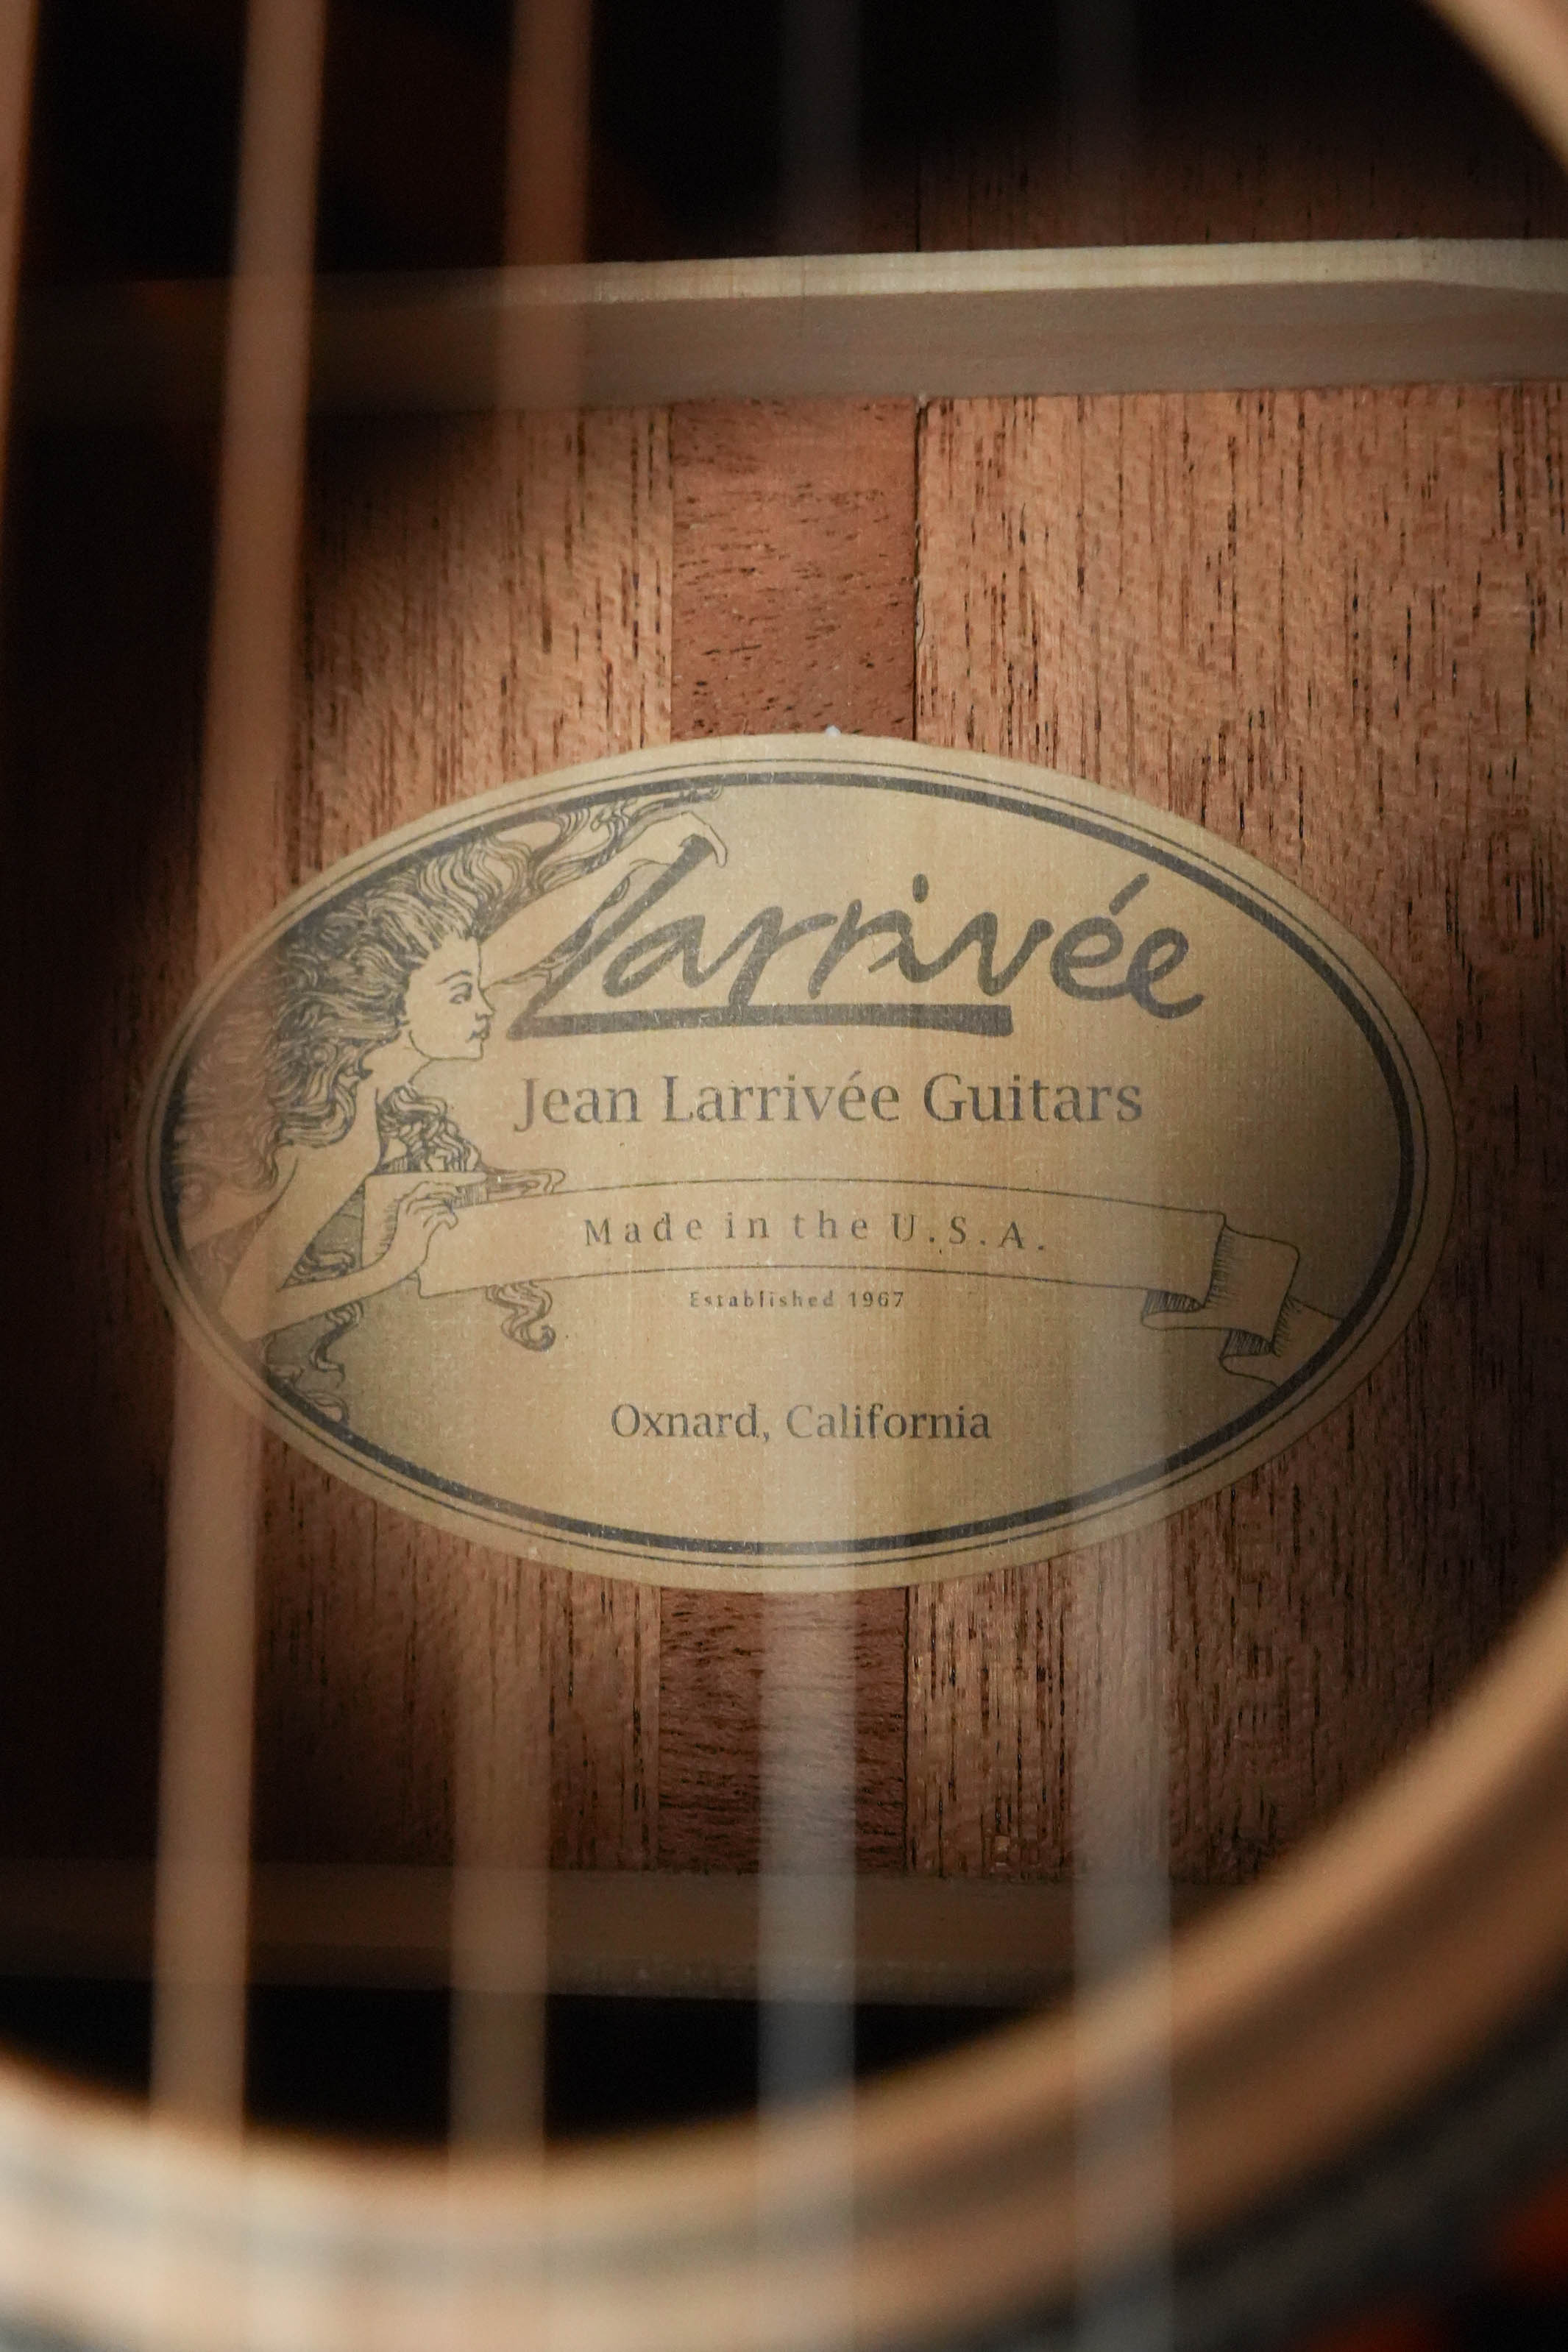 Larrivée
Jean Larrivée Guitars
Made in the U.S.A.
Established 1967
Oxnard, California